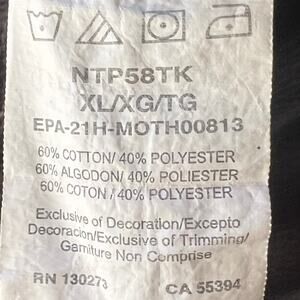 NTP58TK
XL/XG/TG
EPA-21H-MOTH00813
60% COTTON/ 40% POLYESTER
60% ALGODON/ 40% POLIESTER
60% COTON / 40% POLYESTER
Exclusive of Decoration/Excepto
Decoracion/Exclusive of Trimming/
Garniture Non Comprise
RN 130273 CA 55394